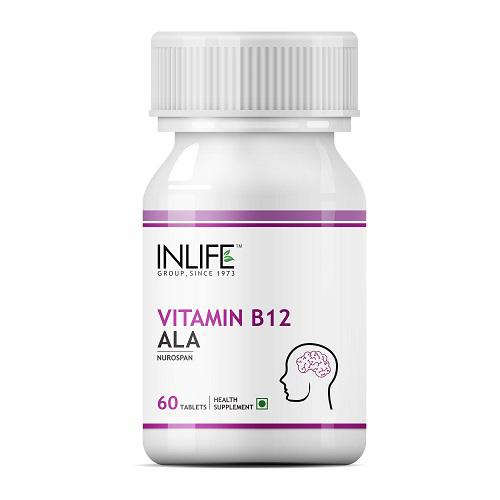 INLIFE™
GROUP, SINCE 1973
VITAMIN B12
ALA
NUROSPAN
60 TABLETS
HEALTH
SUPPLEMENT